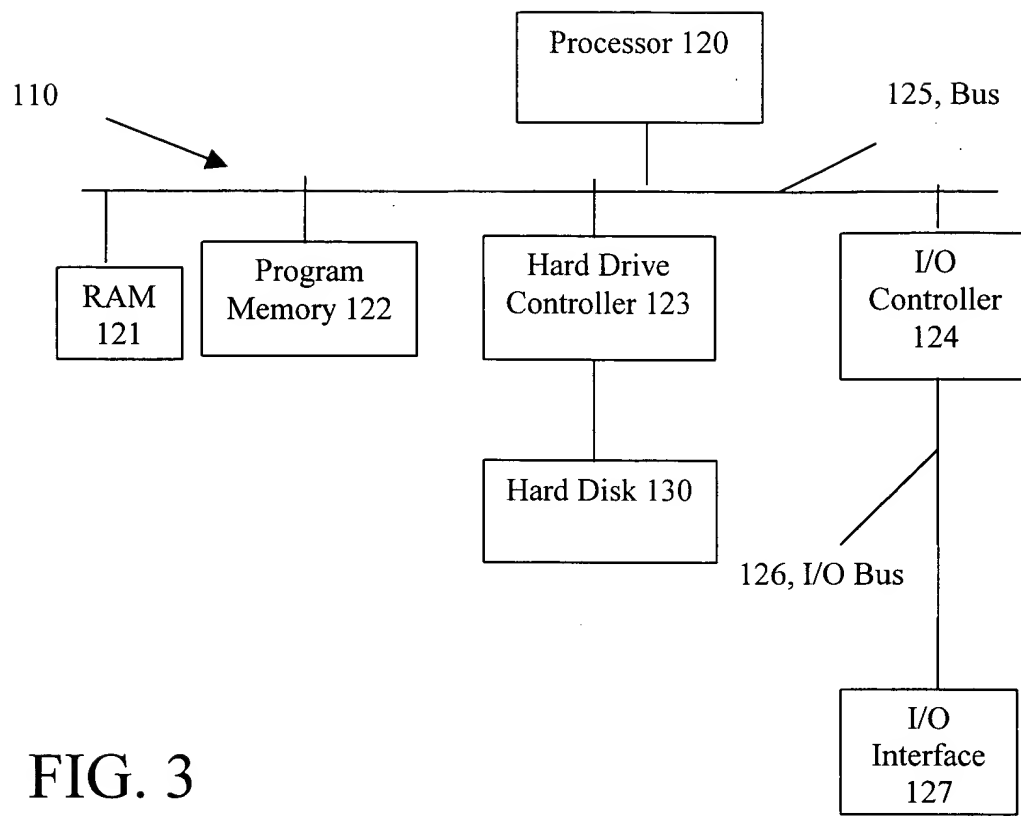 Processor 120
110
125, Bus
RAM
121
Program
Memory 122
Hard Drive
Controller 123
I/O
Controller
124
Hard Disk 130
126, I/O Bus
I/O
Interface
127
FIG. 3